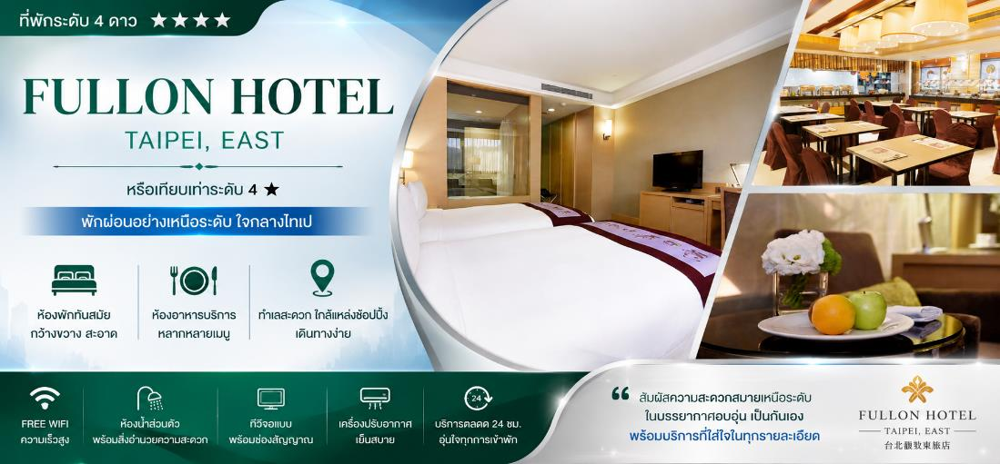 ที่พักระดับ 4 ดาว ★★★★
FULLON HOTEL
TAIPEI, EAST
หรือเทียบเท่าระดับ 4 ★
พักผ่อนอย่างเหนือระดับ ใจกลางไทเป
ห้องพักทันสมัย
กว้างขวาง สะอาด
ห้องอาหารบริการ
หลากหลายเมนู
ทำเลสะดวก ใกล้แหล่งช้อปปิ้ง
เดินทางง่าย
FREE WIFI
ความเร็วสูง
ห้องน้ำส่วนตัว
พร้อมสิ่งอำนวยความสะดวก
ทีวีจอแบบ
พร้อมช่องสัญญาณ
เครื่องปรับอากาศ
เย็นสบาย
24
บริการตลอด 24 ชม.
อุ่นใจทุกการเข้าพัก
“ สัมผัสความสะดวกสบายเหนือระดับ
ในบรรยากาศอบอุ่น เป็นกันเอง
พร้อมบริการที่ใส่ใจในทุกรายละเอียด
FULLON HOTEL
TAIPEI, EAST